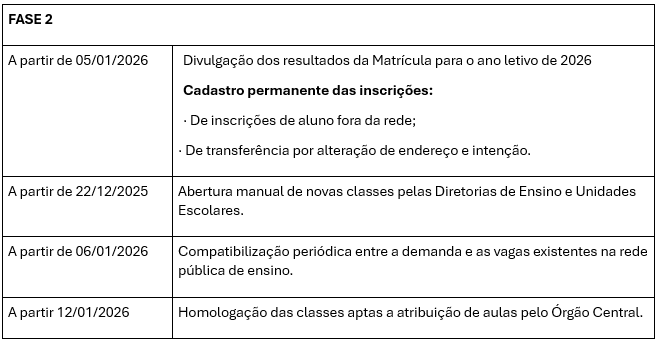 FASE 2
A partir de 05/01/2026
Divulgação dos resultados da Matrícula para o ano letivo de 2026
Cadastro permanente das inscrições:
· De inscrições de aluno fora da rede;
· De transferência por alteração de endereço e intenção.
A partir de 22/12/2025
Abertura manual de novas classes pelas Diretorias de Ensino e Unidades
Escolares.
A partir de 06/01/2026
Compatibilização periódica entre a demanda e as vagas existentes na rede
pública de ensino.
A partir 12/01/2026
Homologação das classes aptas a atribuição de aulas pelo Órgão Central.